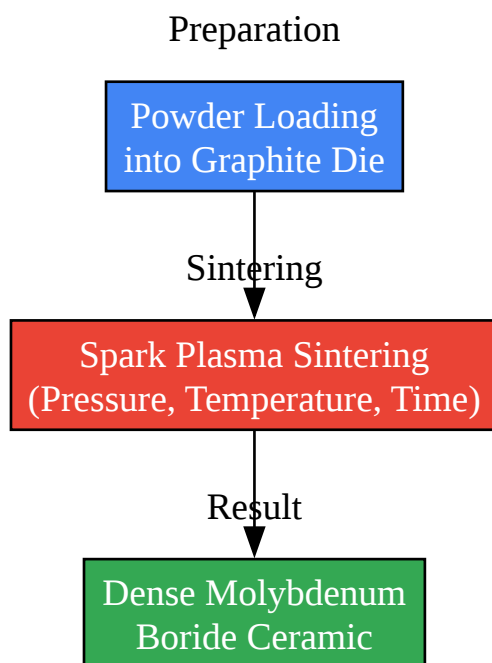 Preparation
Powder Loading
into Graphite Die
Sintering
Spark Plasma Sintering
(Pressure, Temperature, Time)
Result
Dense Molybdenum
Boride Ceramic